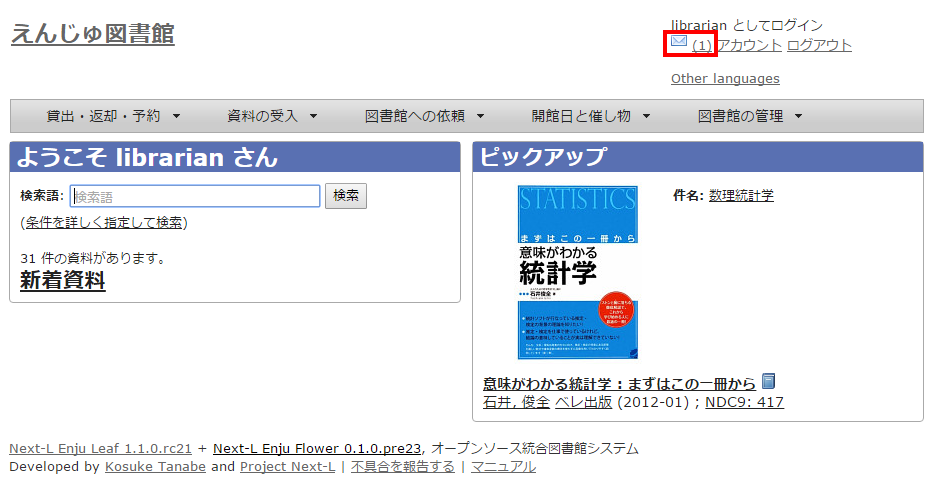 えんじゅ図書館
librarian としてログイン
(1) アカウント ログアウト
Other languages
貸出・返却・予約 資料の受入 図書館への依頼 開館日と催し物 図書館の管理
ようこそ librarian さん
検索語: 検索語 検索
(条件を詳しく指定して検索)
31 件の資料があります。
新着資料
ピックアップ
STATISTICS
まずはこの一冊から
意味がわかる
統計学
石井俊全
件名: 数理統計学
意味がわかる統計学 : まずはこの一冊から
石井, 俊全 ベレ出版 (2012-01) ; NDC9: 417
Next-L Enju Leaf 1.1.0.rc21 + Next-L Enju Flower 0.1.0.pre23, オープンソース統合図書館システム
Developed by Kosuke Tanabe and Project Next-L | 不具合を報告する | マニュアル